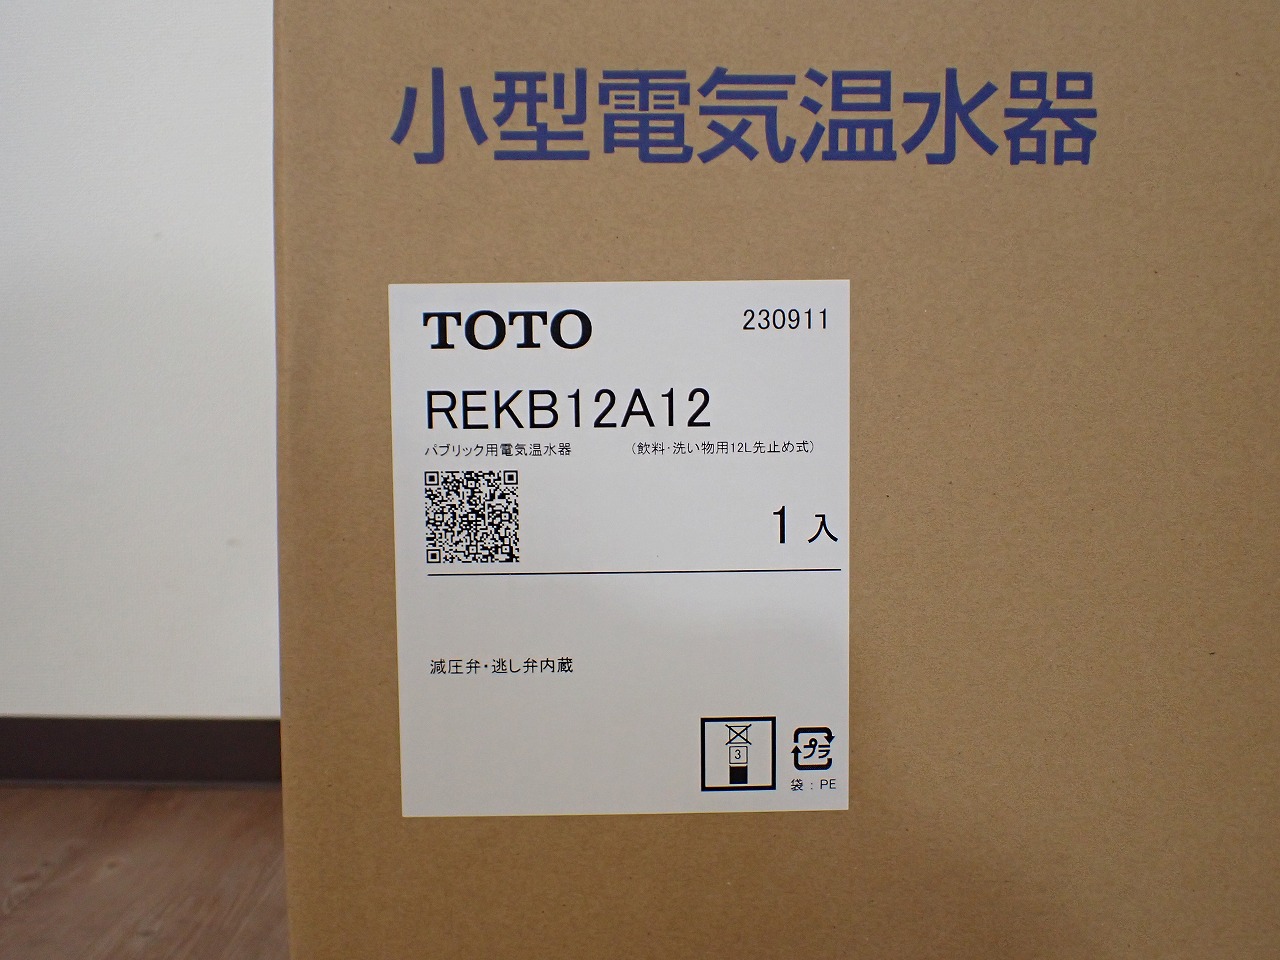 小型電気温水器
TOTO 230911
REKB12A12
パブリック用電気温水器 (飲料・洗い物用12L先止め式)
1入
減圧弁・逃し弁内蔵
3
プラ
袋：PE